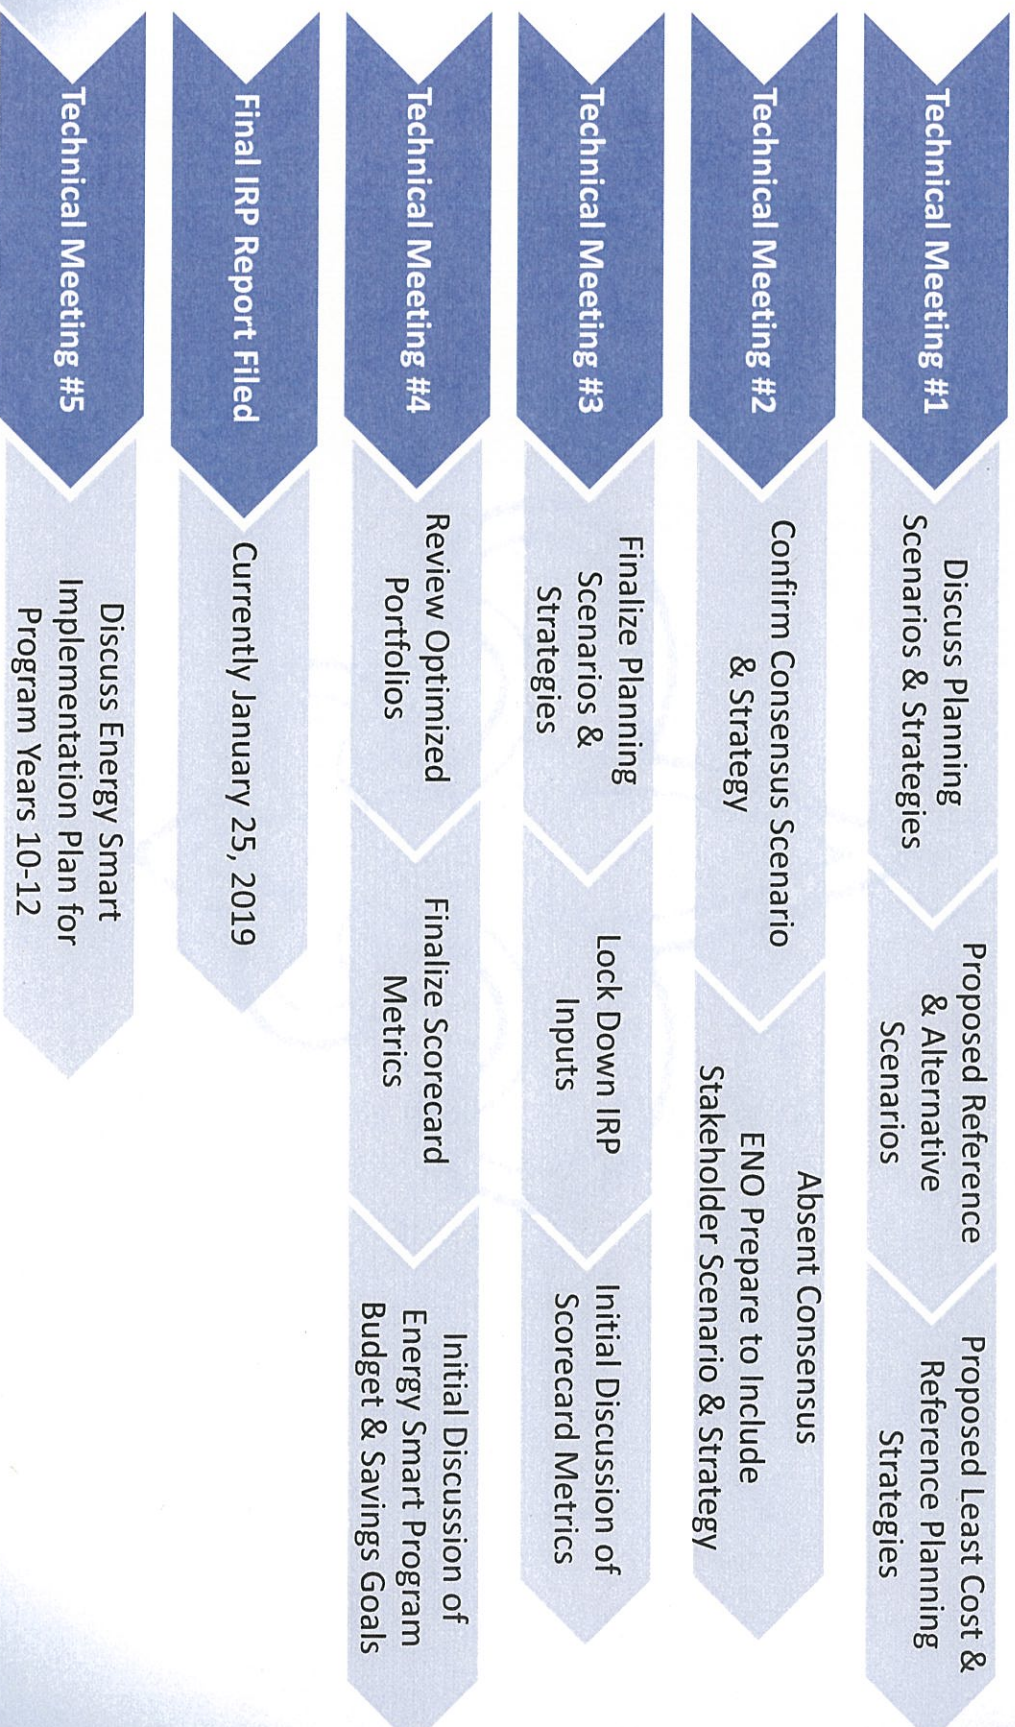 Technical Meeting #1
Discuss Planning
Scenarios & Strategies
Proposed Reference
& Alternative
Scenarios
Proposed Least Cost &
Reference Planning
Strategies
Technical Meeting #2
Confirm Consensus Scenario
& Strategy
Absent Consensus
ENO Prepare to Include
Stakeholder Scenario & Strategy
Technical Meeting #3
Finalize Planning
Scenarios &
Strategies
Lock Down IRP
Inputs
Initial Discussion of
Scorecard Metrics
Technical Meeting #4
Review Optimized
Portfolios
Finalize Scorecard
Metrics
Initial Discussion of
Energy Smart Program
Budget & Savings Goals
Final IRP Report Filed
Currently January 25, 2019
Technical Meeting #5
Discuss Energy Smart
Implementation Plan for
Program Years 10-12